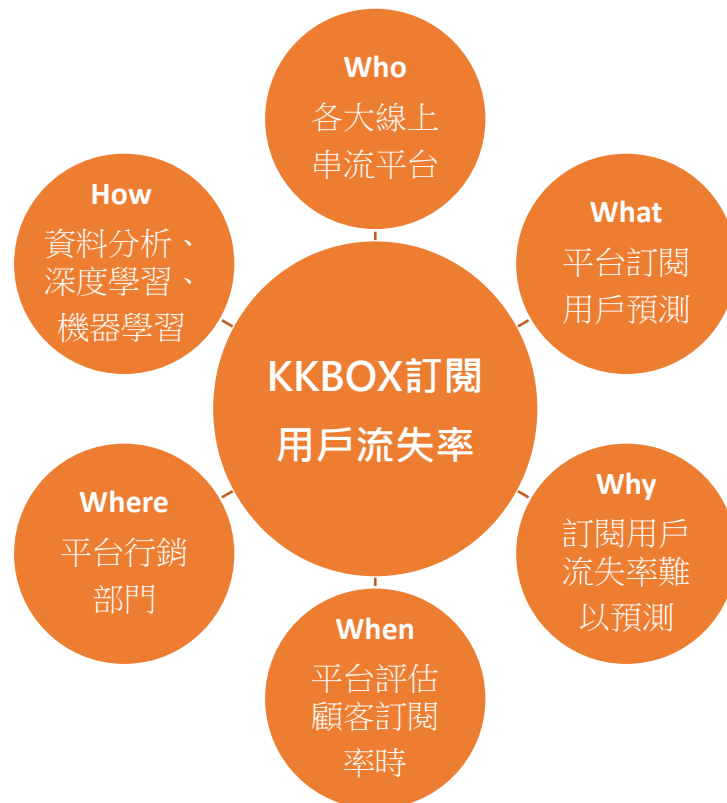 Who
各大線上
串流平台
What
平台訂閱
用戶預測
Why
訂閱用戶
流失率難
以預測
When
平台評估
顧客訂閱
率時
Where
平台行銷
部門
How
資料分析、
深度學習、
機器學習
KKBOX訂閱
用戶流失率